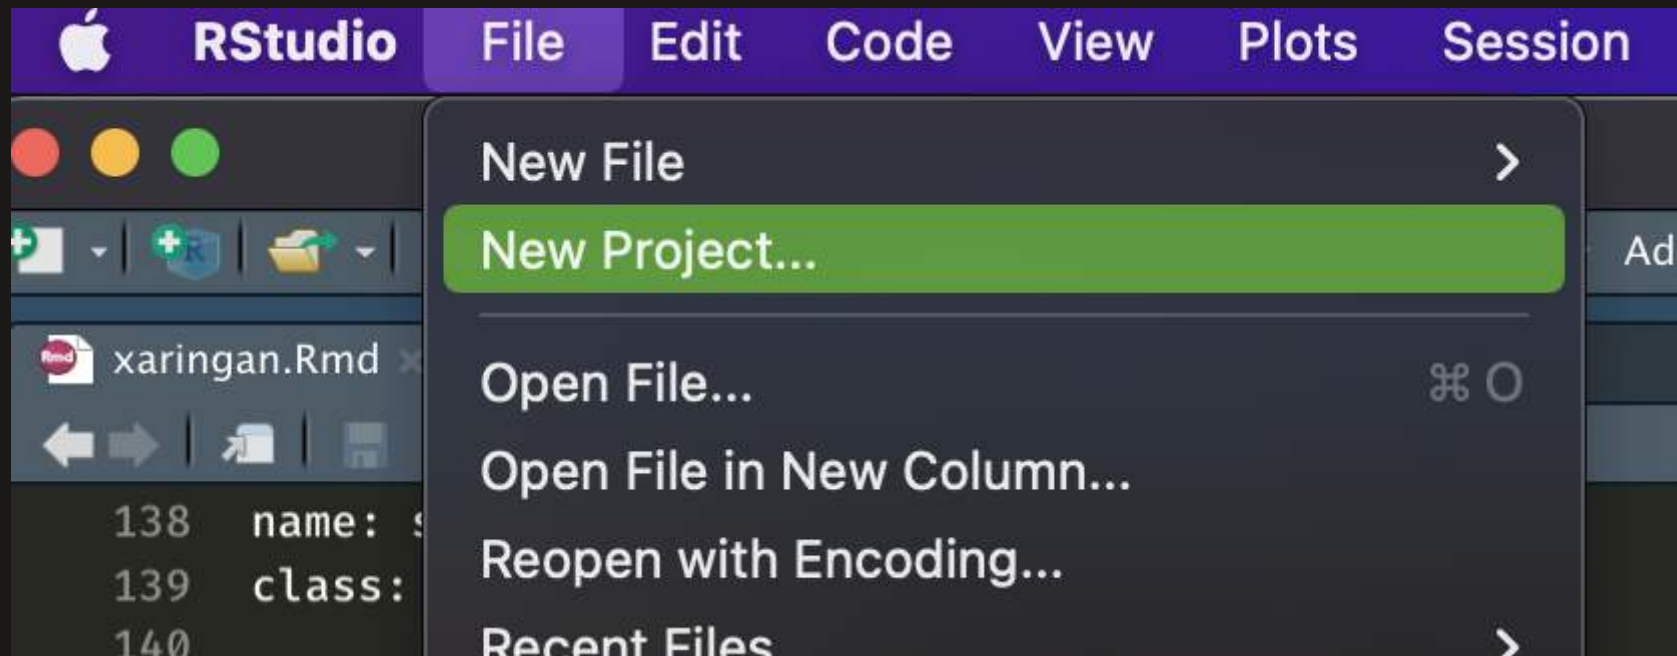 RStudio File Edit Code View Plots Session
New File
New Project...
Ad
xaringan.Rmd
Open File... ⌘ O
Open File in New Column...
138 name:
139 class:
Reopen with Encoding...
140
Recent Files